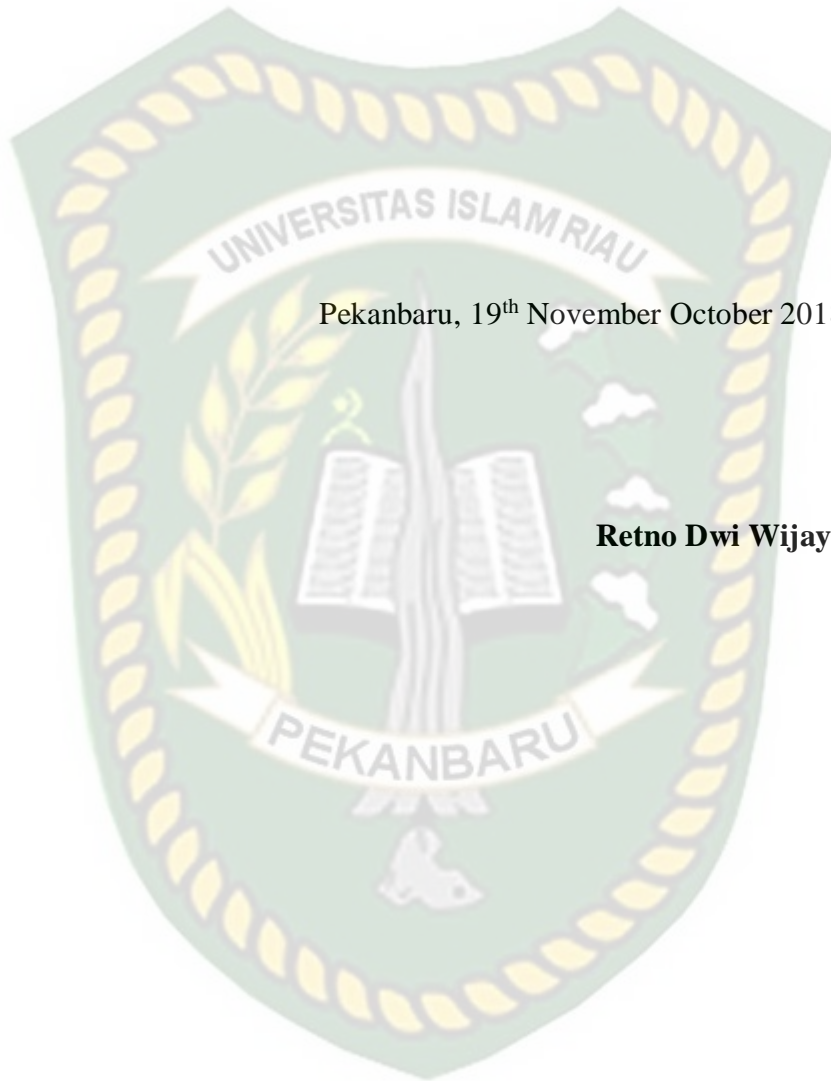 UNIVERSITAS ISLAM RIAU
Pekanbaru, 19th November October 201
Retno Dwi Wijay
PEKANBARU